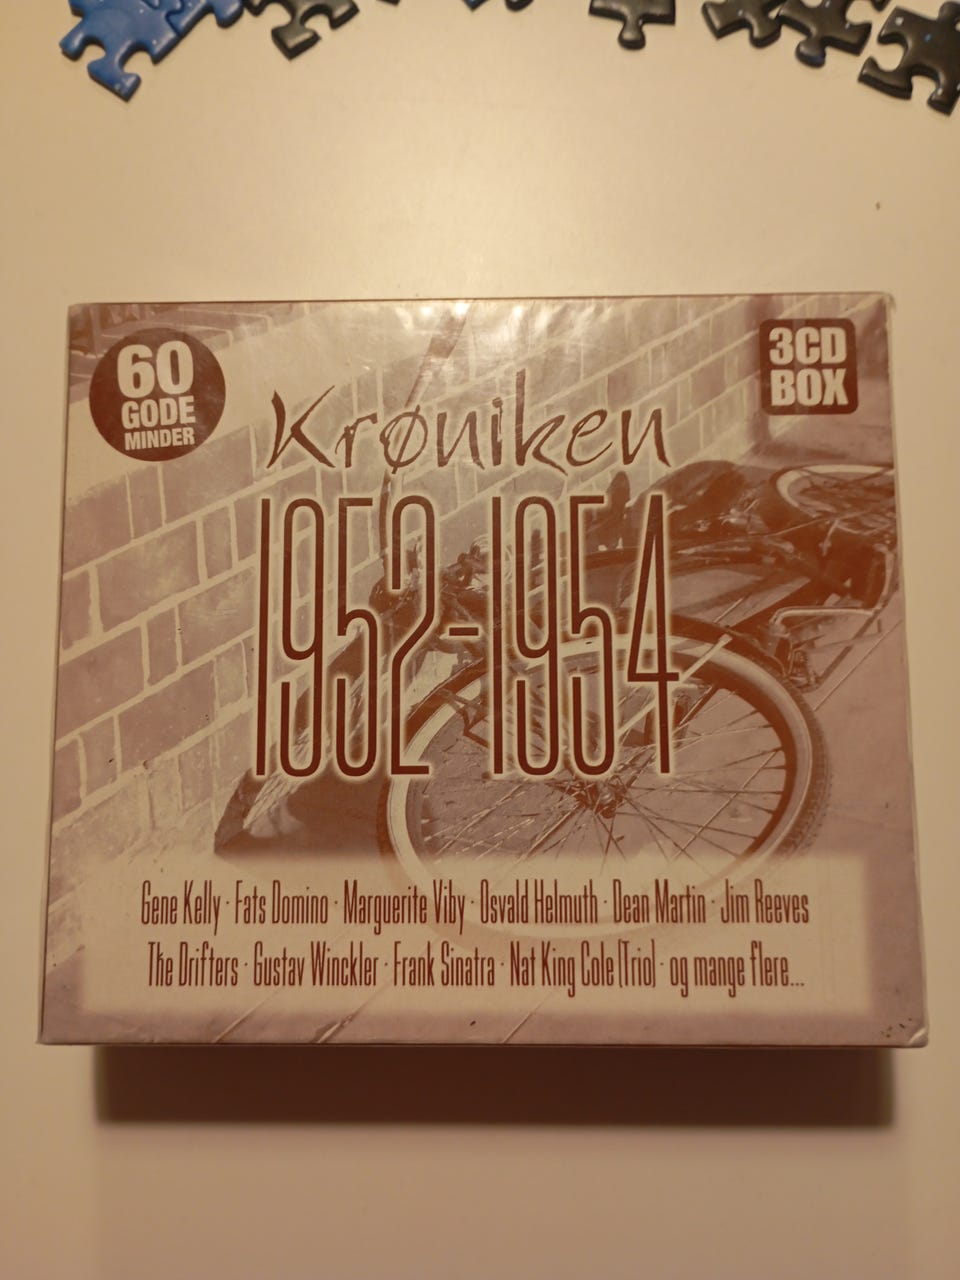 60
GODE
MINDER
3CD
BOX
Krøniken
1952-1954
Gene Kelly · Fats Domino · Marguerite Viby · Osvald Helmuth · Dean Martin · Jim Reeves
The Drifters · Gustav Winckler · Frank Sinatra · Nat King Cole (Trio) · og mange flere...